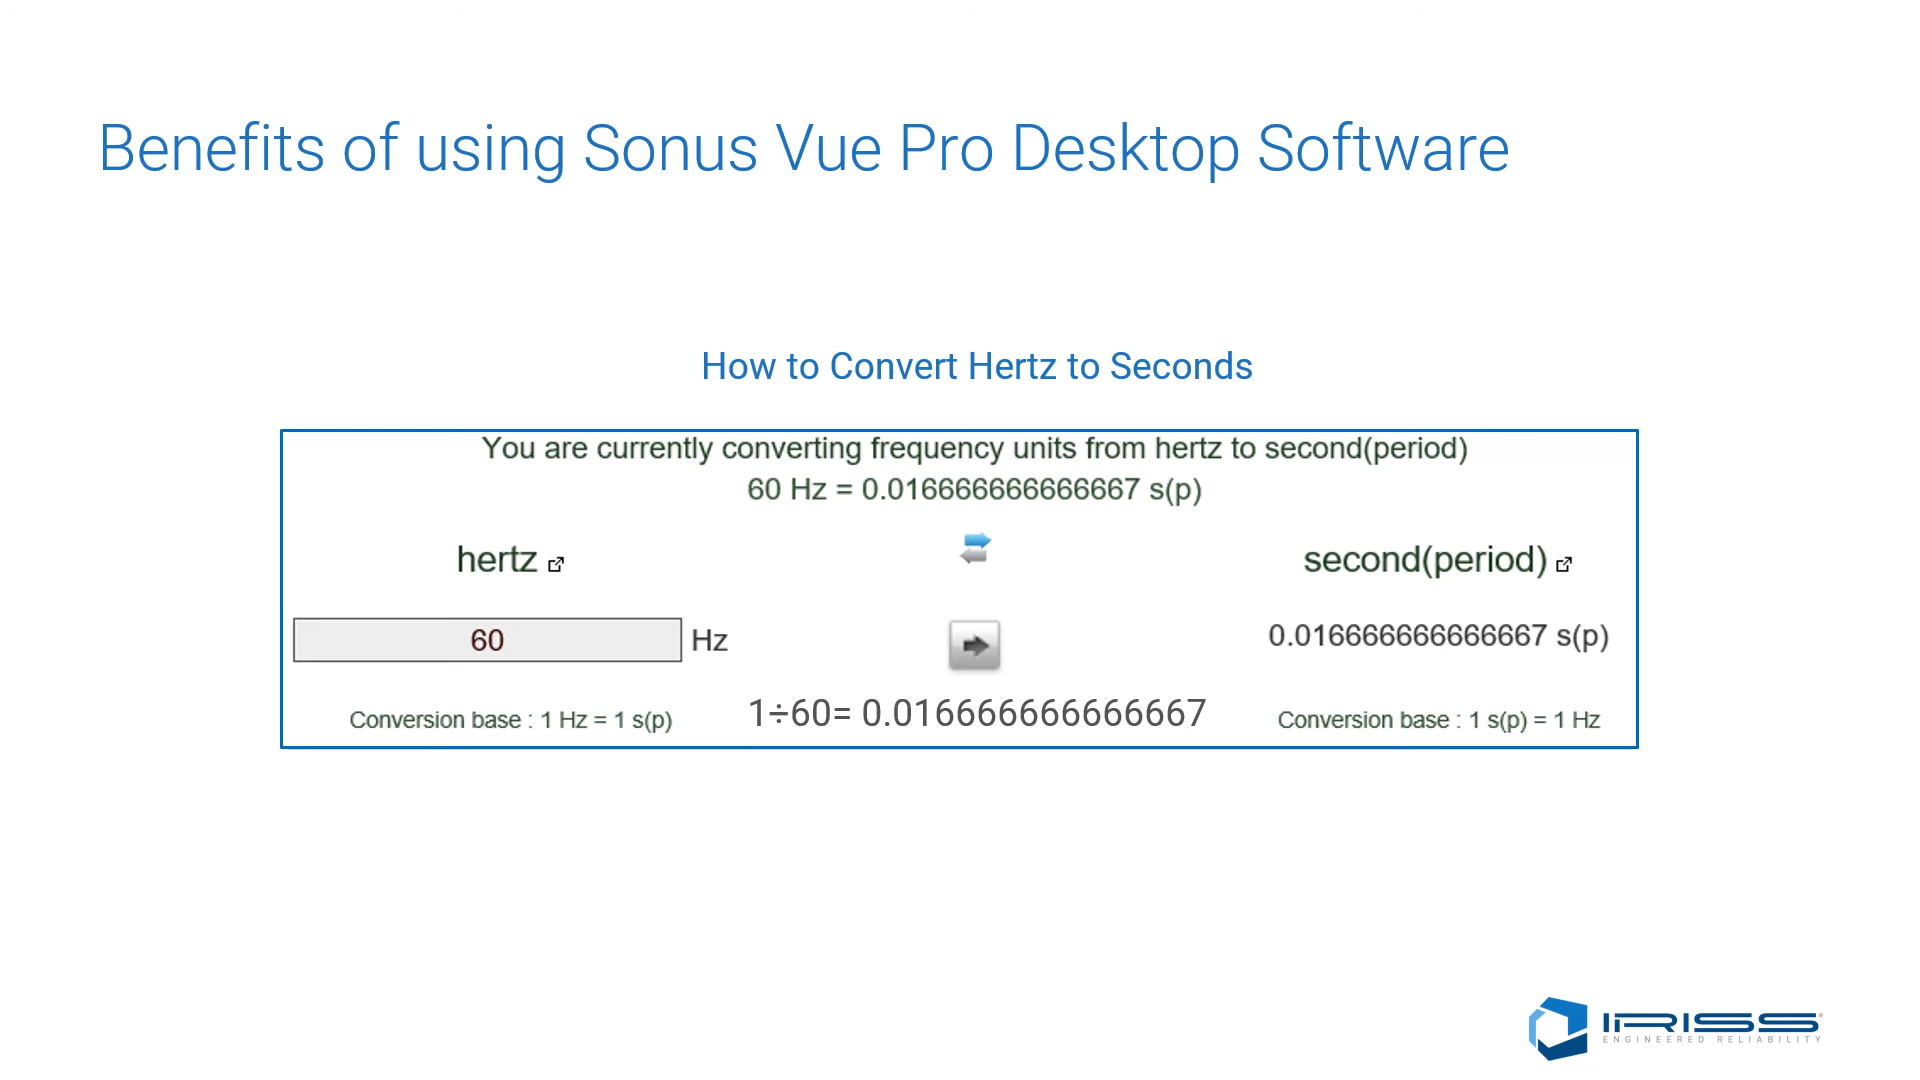 Benefits of using Sonus Vue Pro Desktop Software
How to Convert Hertz to Seconds
You are currently converting frequency units from hertz to second(period)
60 Hz = 0.016666666666667 s(p)
hertz
second(period)
60 Hz
0.016666666666667 s(p)
Conversion base : 1 Hz = 1 s(p)
1÷60= 0.016666666666667
Conversion base : 1 s(p) = 1 Hz
IRISS
ENGINEERED RELIABILITY